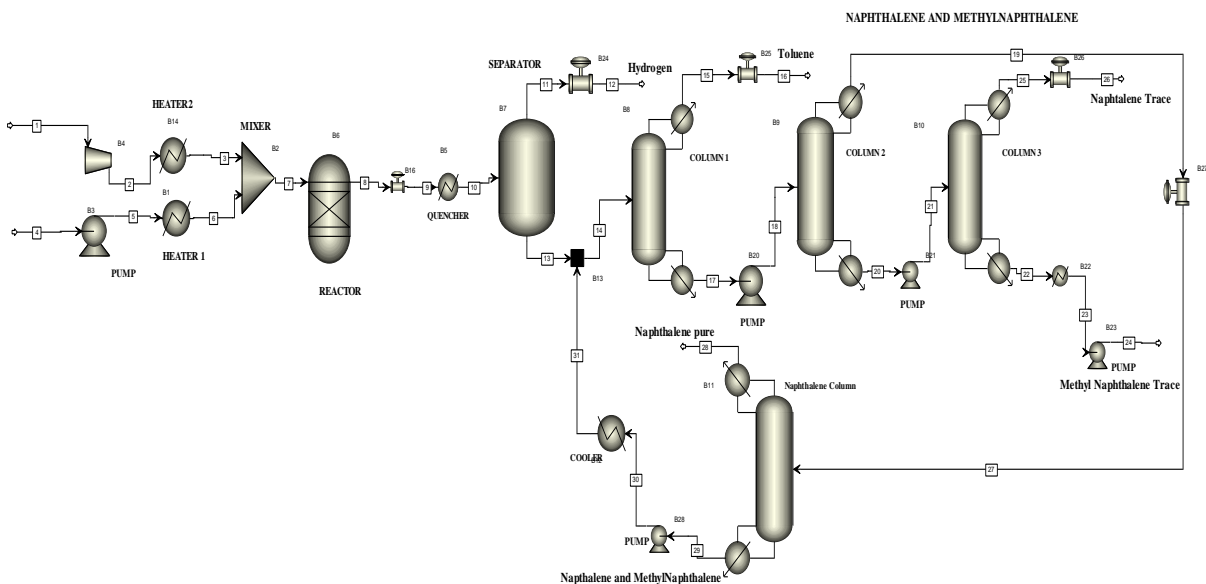 NAPHTHALENE AND METHYLNAPHTHALENE
19
B25
Toluene
B24
SEPARATOR
Hydrogen
15
16
B26
11
12
25
26
HEATER2
B7
B8
Naphtalene Trace
B14
MIXER
B6
B9
B10
1
B4
B2
B5
COLUMN 1
COLUMN 2
COLUMN 3
3
B16
2
7
8
9
10
B1
B3
5
6
QUENCHER
18
21
4
14
HEATER 1
13
B20
B21
B22
PUMP
B13
17
20
22
REACTOR
PUMP
PUMP
23
B23
24
Naphthalene pure
PUMP
28
31
Methyl Naphthalene Trace
B11
Naphthalene Column
COOLER
27
30
B28
PUMP
29
Napthalene and MethylNaphthalene